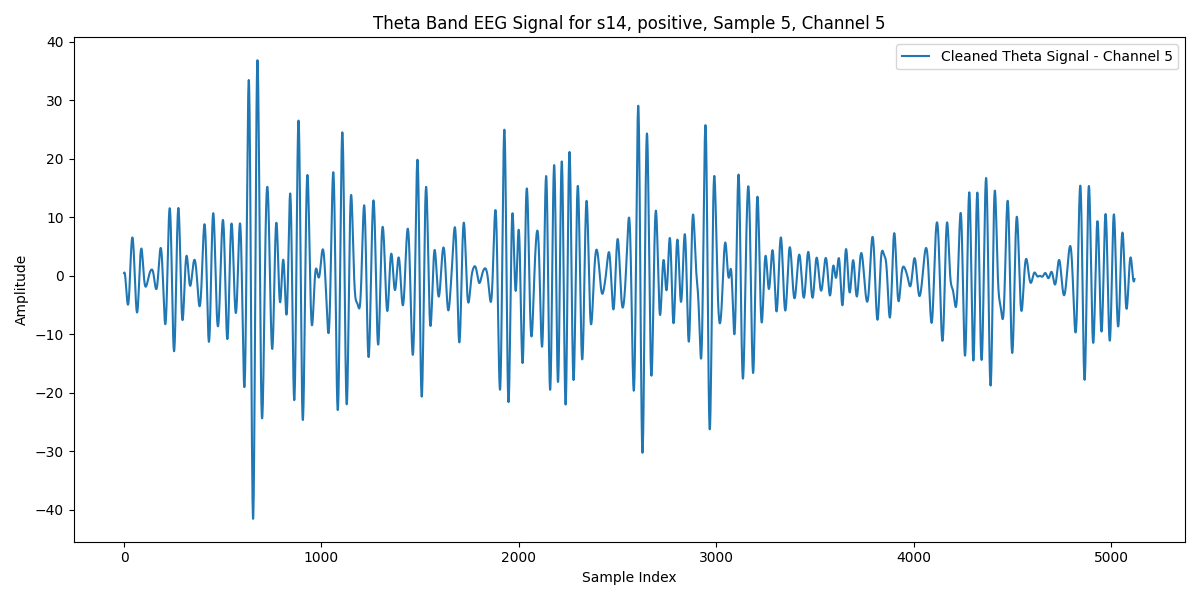 Theta Band EEG Signal for s14, positive, Sample 5, Channel 5
Cleaned Theta Signal - Channel 5
Amplitude
40
30
20
10
0
−10
−20
−30
−40
0 1000 2000 3000 4000 5000
Sample Index